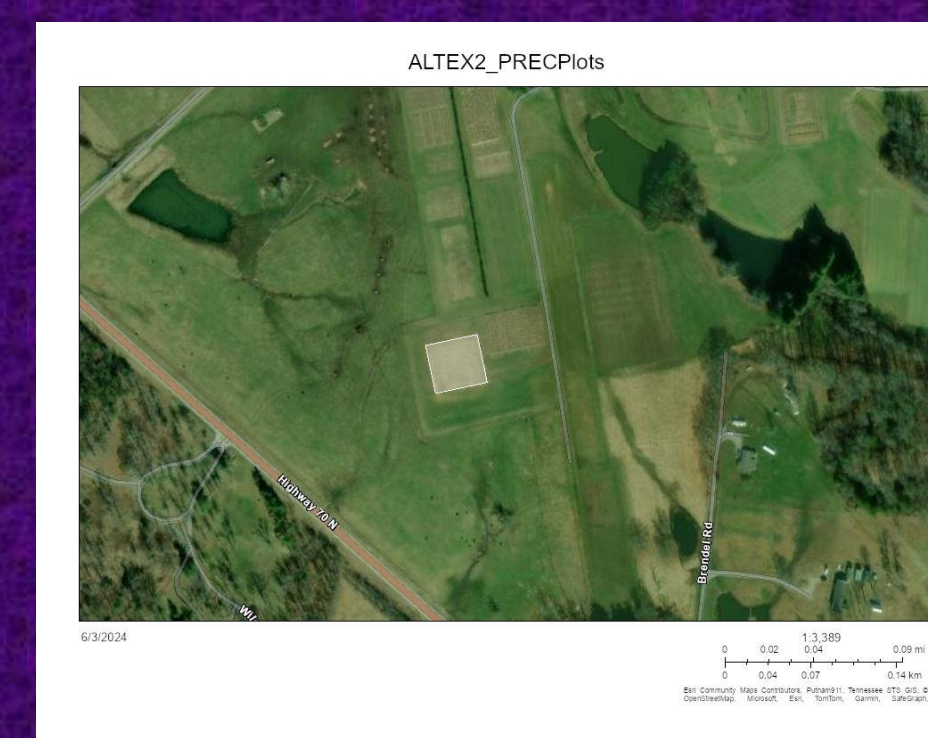 ALTEX2_PRECPlots
Highway 70 N
Brendel Rd
6/3/2024
1:3,389
0 0.02 0.04 0.09 mi
0 0.04 0.07 0.14 km
Esri Community Maps Contributors, Putnam911, Tennessee STS GIS, ©
OpenStreetMap, Microsoft, Esri, TomTom, Garmin, SafeGraph,